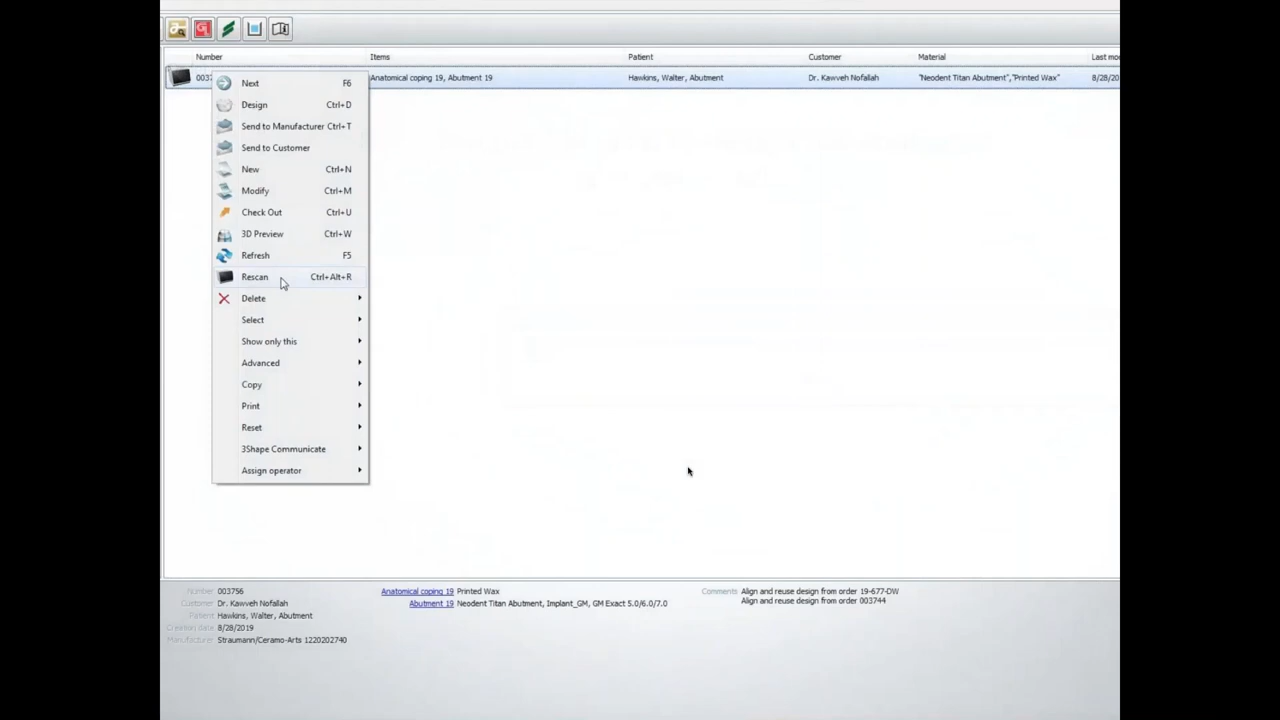 Number Items Patient Customer Material Last mo
003 Anatomical coping 19, Abutment 19 Hawkins, Walter, Abutment Dr. Kawveh Nofallah "Neodent Titan Abutment","Printed Wax" 8/28/20
Next F6
Design Ctrl+D
Send to Manufacturer Ctrl+T
Send to Customer
New Ctrl+N
Modify Ctrl+M
Check Out Ctrl+U
3D Preview Ctrl+W
Refresh F5
Rescan Ctrl+Alt+R
Delete
Select
Show only this
Advanced
Copy
Print
Reset
3Shape Communicate
Assign operator
Number 003756 Anatomical coping 19 Printed Wax Comments Align and reuse design from order 19-677-DW
Customer Dr. Kawveh Nofallah Abutment 19 Neodent Titan Abutment, Implant_GM, GM Exact 5.0/6.0/7.0 Align and reuse design from order 003744
Patient Hawkins, Walter, Abutment
Creation date 8/28/2019
Manufacturer Straumann/Ceramo-Arts 1220202740